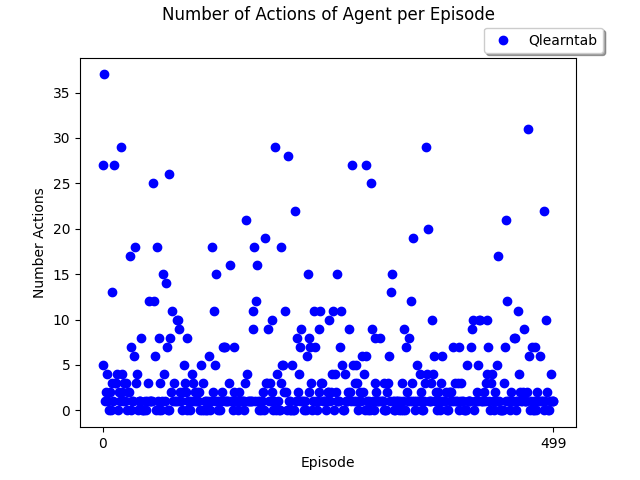 Number of Actions of Agent per Episode
Qlearntab
35
30
25
20
15
10
5
0
Number Actions
0 499
Episode